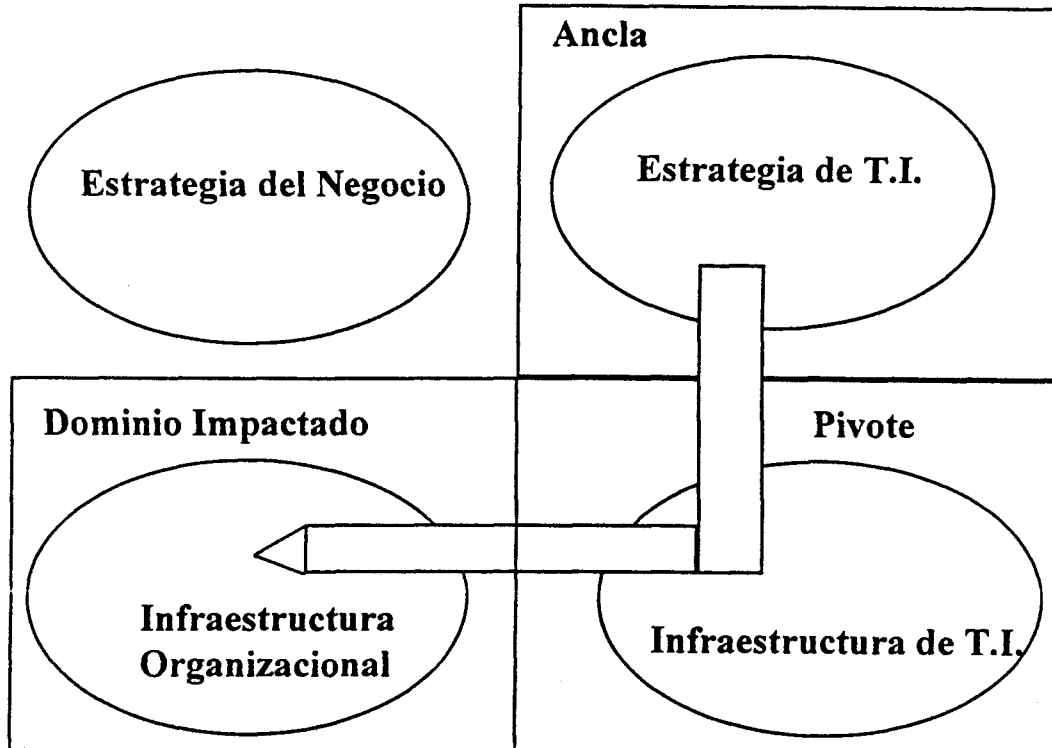 Ancla
Estrategia del Negocio
Estrategia de T.I.
Dominio Impactado
Pivote
Infraestructura
Organizacional
Infraestructura de T.I.